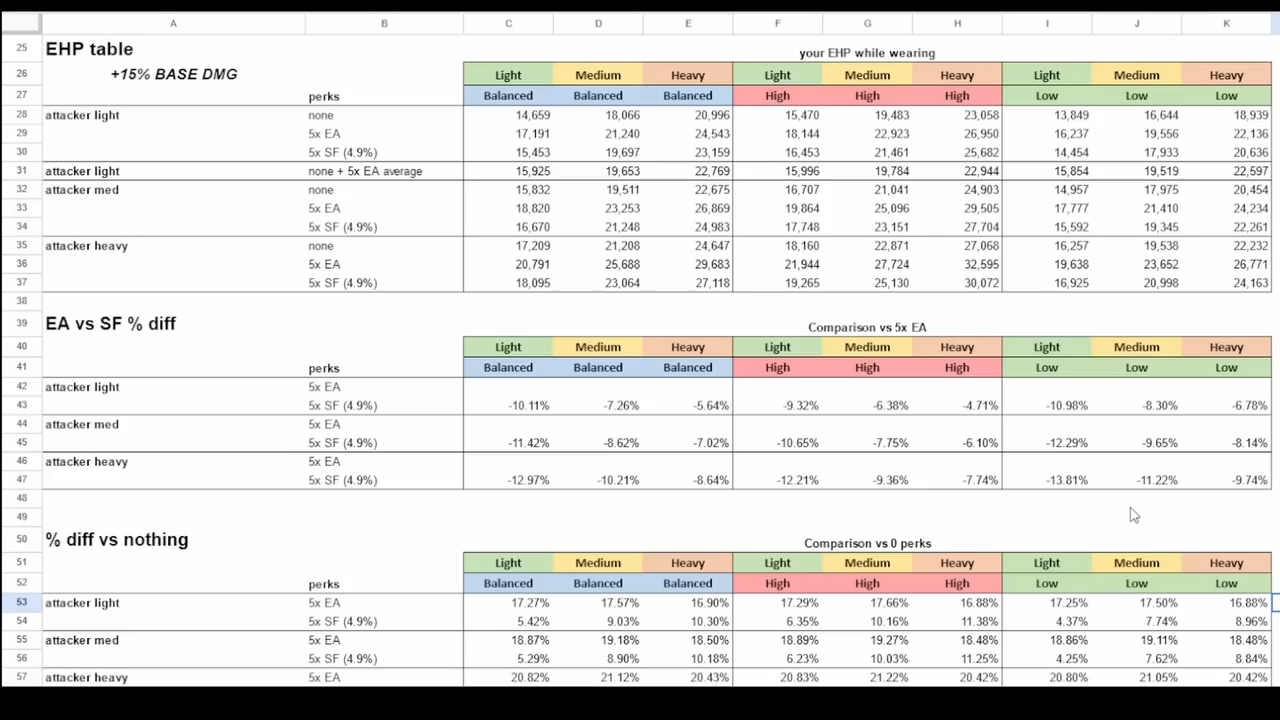 A B C D E F G H I J K
25 EHP table your EHP while wearing
26 +15% BASE DMG Light Medium Heavy Light Medium Heavy Light Medium Heavy
27 perks Balanced Balanced Balanced High High High Low Low Low
28 attacker light none 14,659 18,066 20,996 15,470 19,483 23,058 13,849 16,644 18,939
29 5x EA 17,191 21,240 24,543 18,144 22,923 26,950 16,237 19,556 22,136
30 5x SF (4.9%) 15,453 19,697 23,159 16,453 21,461 25,682 14,454 17,933 20,636
31 attacker light none + 5x EA average 15,925 19,653 22,769 15,996 19,784 22,944 15,854 19,519 22,597
32 attacker med none 15,832 19,511 22,675 16,707 21,041 24,903 14,957 17,975 20,454
33 5x EA 18,820 23,253 26,869 19,864 25,096 29,505 17,777 21,410 24,234
34 5x SF (4.9%) 16,670 21,248 24,983 17,748 23,151 27,704 15,592 19,345 22,261
35 attacker heavy none 17,209 21,208 24,647 18,160 22,871 27,068 16,257 19,538 22,232
36 5x EA 20,791 25,688 29,683 21,944 27,724 32,595 19,638 23,652 26,771
37 5x SF (4.9%) 18,095 23,064 27,118 19,265 25,130 30,072 16,925 20,998 24,163
38
39 EA vs SF % diff Comparison vs 5x EA
40 Light Medium Heavy Light Medium Heavy Light Medium Heavy
41 perks Balanced Balanced Balanced High High High Low Low Low
42 attacker light 5x EA
43 5x SF (4.9%) -10.11% -7.26% -5.64% -9.32% -6.38% -4.71% -10.98% -8.30% -6.78%
44 attacker med 5x EA
45 5x SF (4.9%) -11.42% -8.62% -7.02% -10.65% -7.75% -6.10% -12.29% -9.65% -8.14%
46 attacker heavy 5x EA
47 5x SF (4.9%) -12.97% -10.21% -8.64% -12.21% -9.36% -7.74% -13.81% -11.22% -9.74%
48
49
50 % diff vs nothing Comparison vs 0 perks
51 Light Medium Heavy Light Medium Heavy Light Medium Heavy
52 perks Balanced Balanced Balanced High High High Low Low Low
53 attacker light 5x EA 17.27% 17.57% 16.90% 17.29% 17.66% 16.88% 17.25% 17.50% 16.88%
54 5x SF (4.9%) 5.42% 9.03% 10.30% 6.35% 10.16% 11.38% 4.37% 7.74% 8.96%
55 attacker med 5x EA 18.87% 19.18% 18.50% 18.89% 19.27% 18.48% 18.86% 19.11% 18.48%
56 5x SF (4.9%) 5.29% 8.90% 10.18% 6.23% 10.03% 11.25% 4.25% 7.62% 8.84%
57 attacker heavy 5x EA 20.82% 21.12% 20.43% 20.83% 21.22% 20.42% 20.80% 21.05% 20.42%